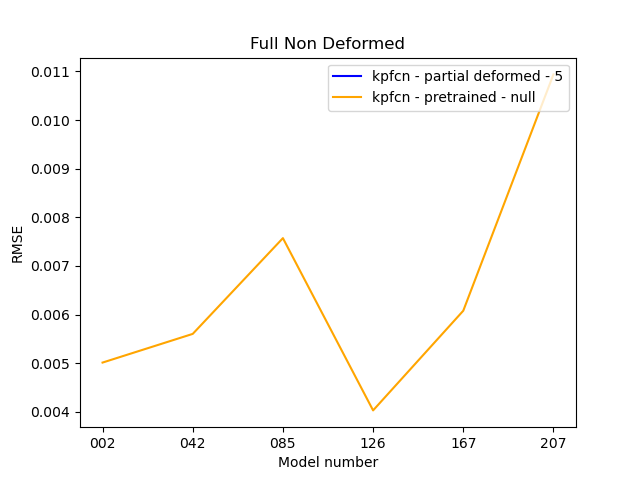 Full Non Deformed
kpfcn - partial deformed - 5
kpfcn - pretrained - null
0.011
0.010
0.009
0.008
0.007
0.006
0.005
0.004
RMSE
002 042 085 126 167 207
Model number